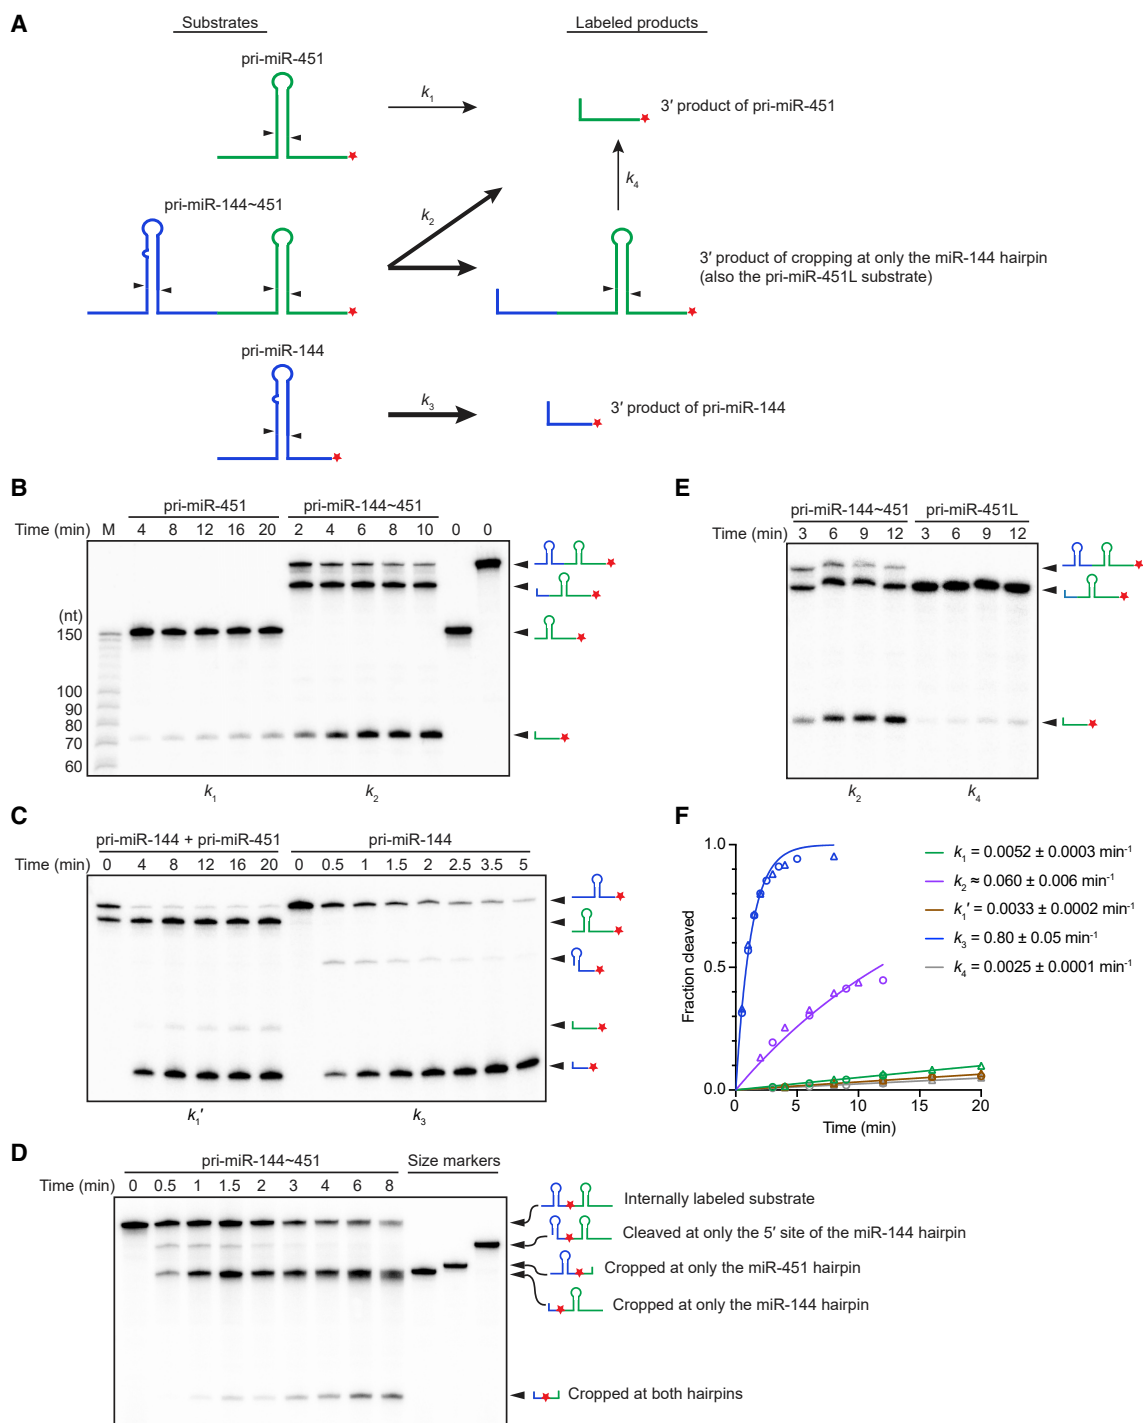 A
Substrates
Labeled products
pri-miR-451
k1
3′ product of pri-miR-451
k4
pri-miR-144~451
k2
3′ product of cropping at only the miR-144 hairpin
(also the pri-miR-451L substrate)
pri-miR-144
k3
3′ product of pri-miR-144
B
pri-miR-451
pri-miR-144~451
Time (min) M 4 8 12 16 20 2 4 6 8 10 0 0
(nt)
150
100
90
80
70
60
k1
k2
E
pri-miR-144~451
pri-miR-451L
Time (min) 3 6 9 12 3 6 9 12
k2
k4
C
pri-miR-144 + pri-miR-451
pri-miR-144
Time (min) 0 4 8 12 16 20 0 0.5 1 1.5 2 2.5 3.5 5
k1′
k3
F
1.0
0.5
0.0
Fraction cleaved
0 5 10 15 20
Time (min)
k1 = 0.0052 ± 0.0003 min-1
k2 ≈ 0.060 ± 0.006 min-1
k1′ = 0.0033 ± 0.0002 min-1
k3 = 0.80 ± 0.05 min-1
k4 = 0.0025 ± 0.0001 min-1
D
pri-miR-144~451
Size markers
Time (min) 0 0.5 1 1.5 2 3 4 6 8
Internally labeled substrate
Cleaved at only the 5′ site of the miR-144 hairpin
Cropped at only the miR-451 hairpin
Cropped at only the miR-144 hairpin
Cropped at both hairpins